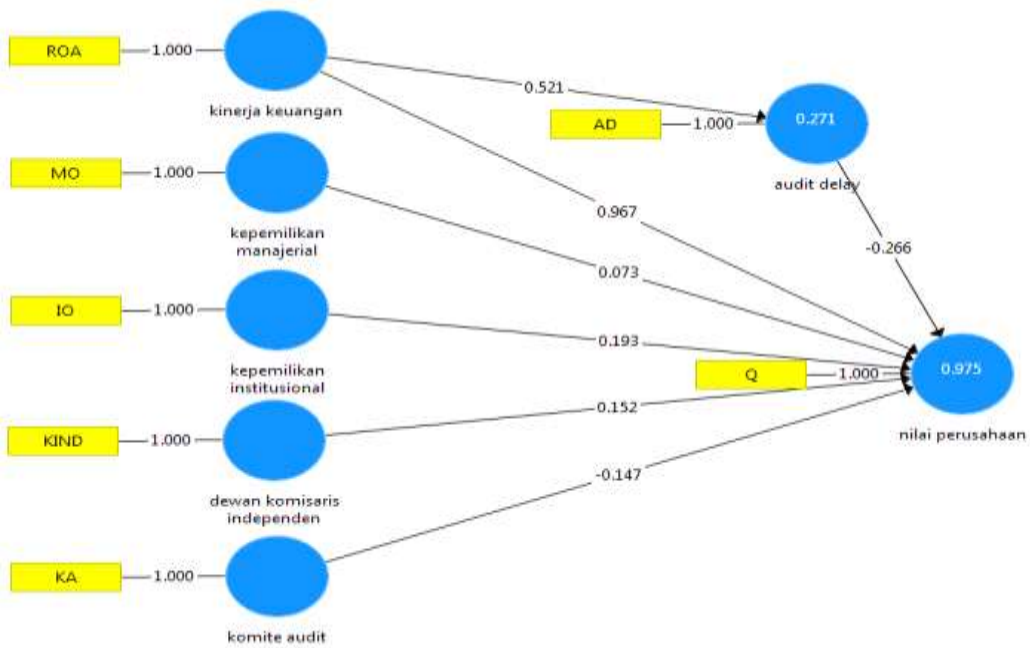 ROA
1.000
kinerja keuangan
0.521
AD
1.000
0.271
audit delay
MO
1.000
kepemilikan
manajerial
0.967
-0.266
0.073
IO
1.000
kepemilikan
institusional
0.193
Q
1.000
0.975
nilai perusahaan
KIND
1.000
dewan komisaris
independen
0.152
-0.147
KA
1.000
komite audit